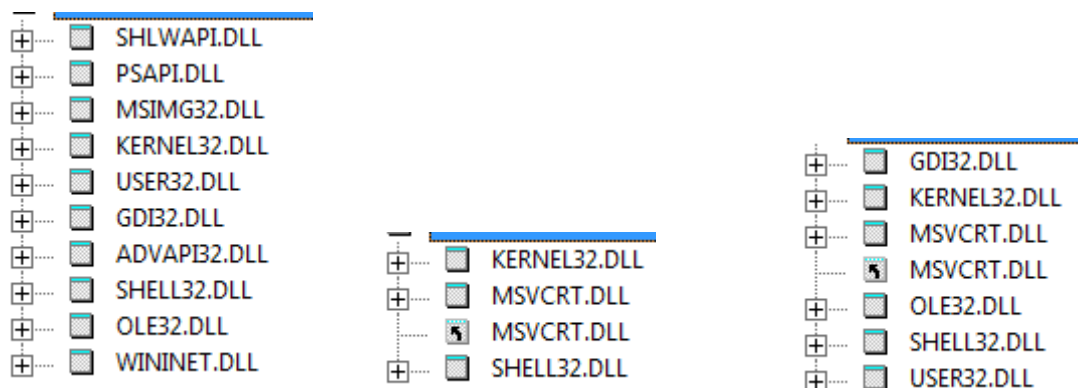 SHLWAPI.DLL
PSAPI.DLL
MSIMG32.DLL
KERNEL32.DLL
USER32.DLL
GDI32.DLL
ADVAPI32.DLL
SHELL32.DLL
OLE32.DLL
WININET.DLL
KERNEL32.DLL
MSVCRT.DLL
MSVCRT.DLL
SHELL32.DLL
GDI32.DLL
KERNEL32.DLL
MSVCRT.DLL
MSVCRT.DLL
OLE32.DLL
SHELL32.DLL
USER32.DLL